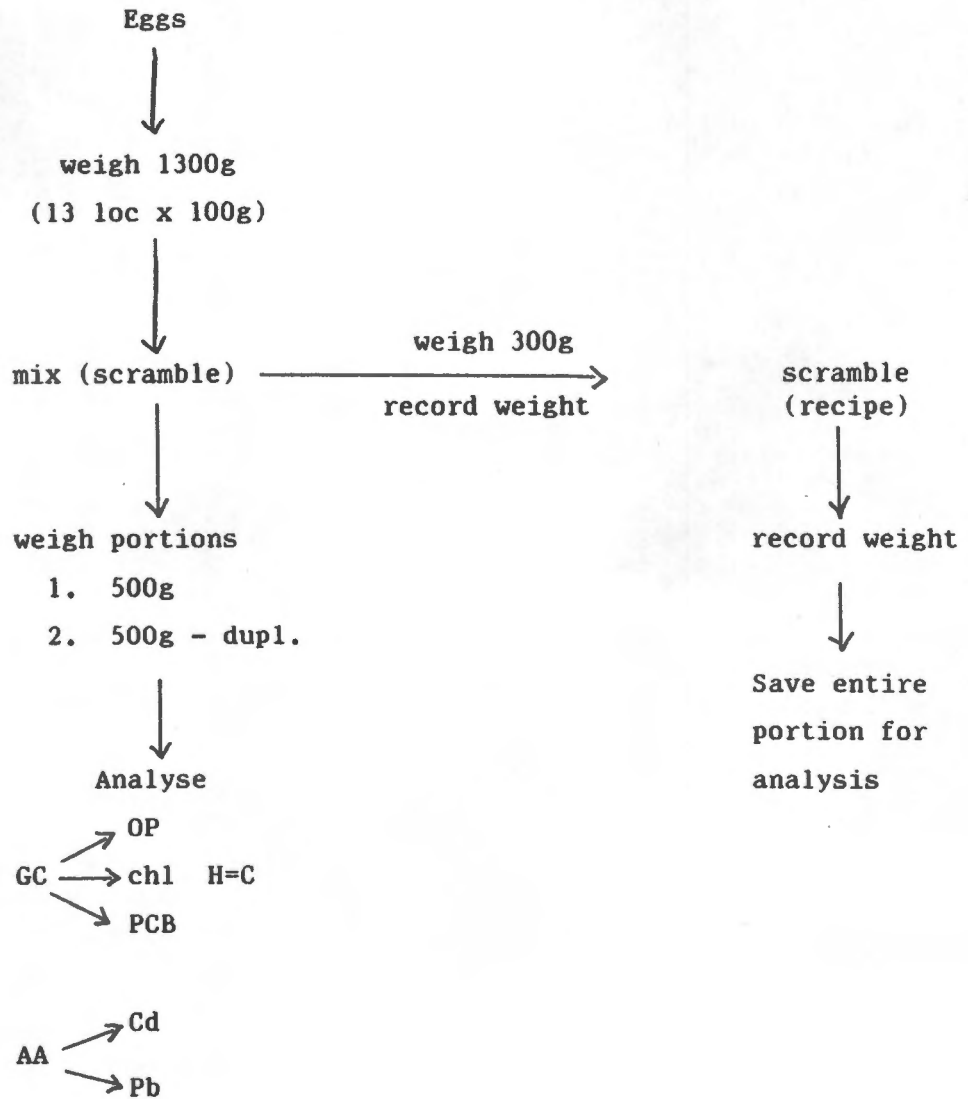 Eggs
weigh 1300g
(13 loc x 100g)
mix (scramble)
weigh 300g
record weight
scramble
(recipe)
weigh portions
1. 500g
2. 500g - dupl.
record weight
Save entire
portion for
analysis
Analyse
OP
GC chl H=C
PCB
Cd
AA
Pb